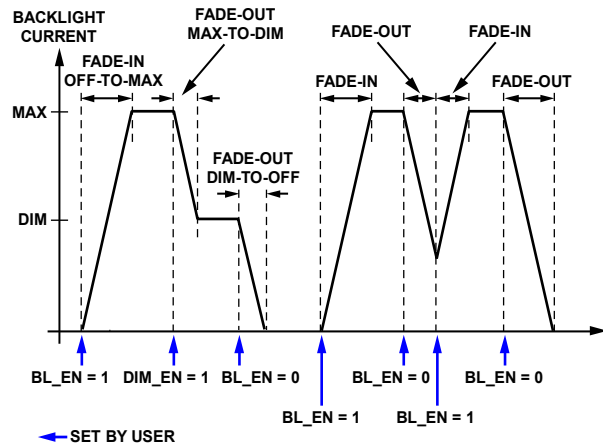 BACKLIGHT
CURRENT
FADE-OUT
MAX-TO-DIM
FADE-IN
OFF-TO-MAX
FADE-OUT
FADE-IN
FADE-IN
FADE-OUT
MAX
FADE-OUT
DIM-TO-OFF
DIM
BL_EN = 1
DIM_EN = 1
BL_EN = 0
BL_EN = 0
BL_EN = 0
BL_EN = 1
BL_EN = 1
SET BY USER